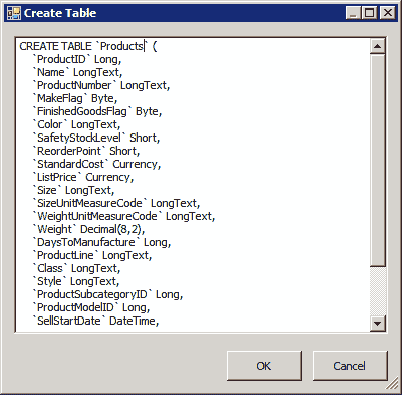 Create Table
CREATE TABLE `Products` (
`ProductID` Long,
`Name` LongText,
`ProductNumber` LongText,
`MakeFlag` Byte,
`FinishedGoodsFlag` Byte,
`Color` LongText,
`SafetyStockLevel` Short,
`ReorderPoint` Short,
`StandardCost` Currency,
`ListPrice` Currency,
`Size` LongText,
`SizeUnitMeasureCode` LongText,
`WeightUnitMeasureCode` LongText,
`Weight` Decimal(8, 2),
`DaysToManufacture` Long,
`ProductLine` LongText,
`Class` LongText,
`Style` LongText,
`ProductSubcategoryID` Long,
`ProductModelID` Long,
`SellStartDate` DateTime,
OK
Cancel